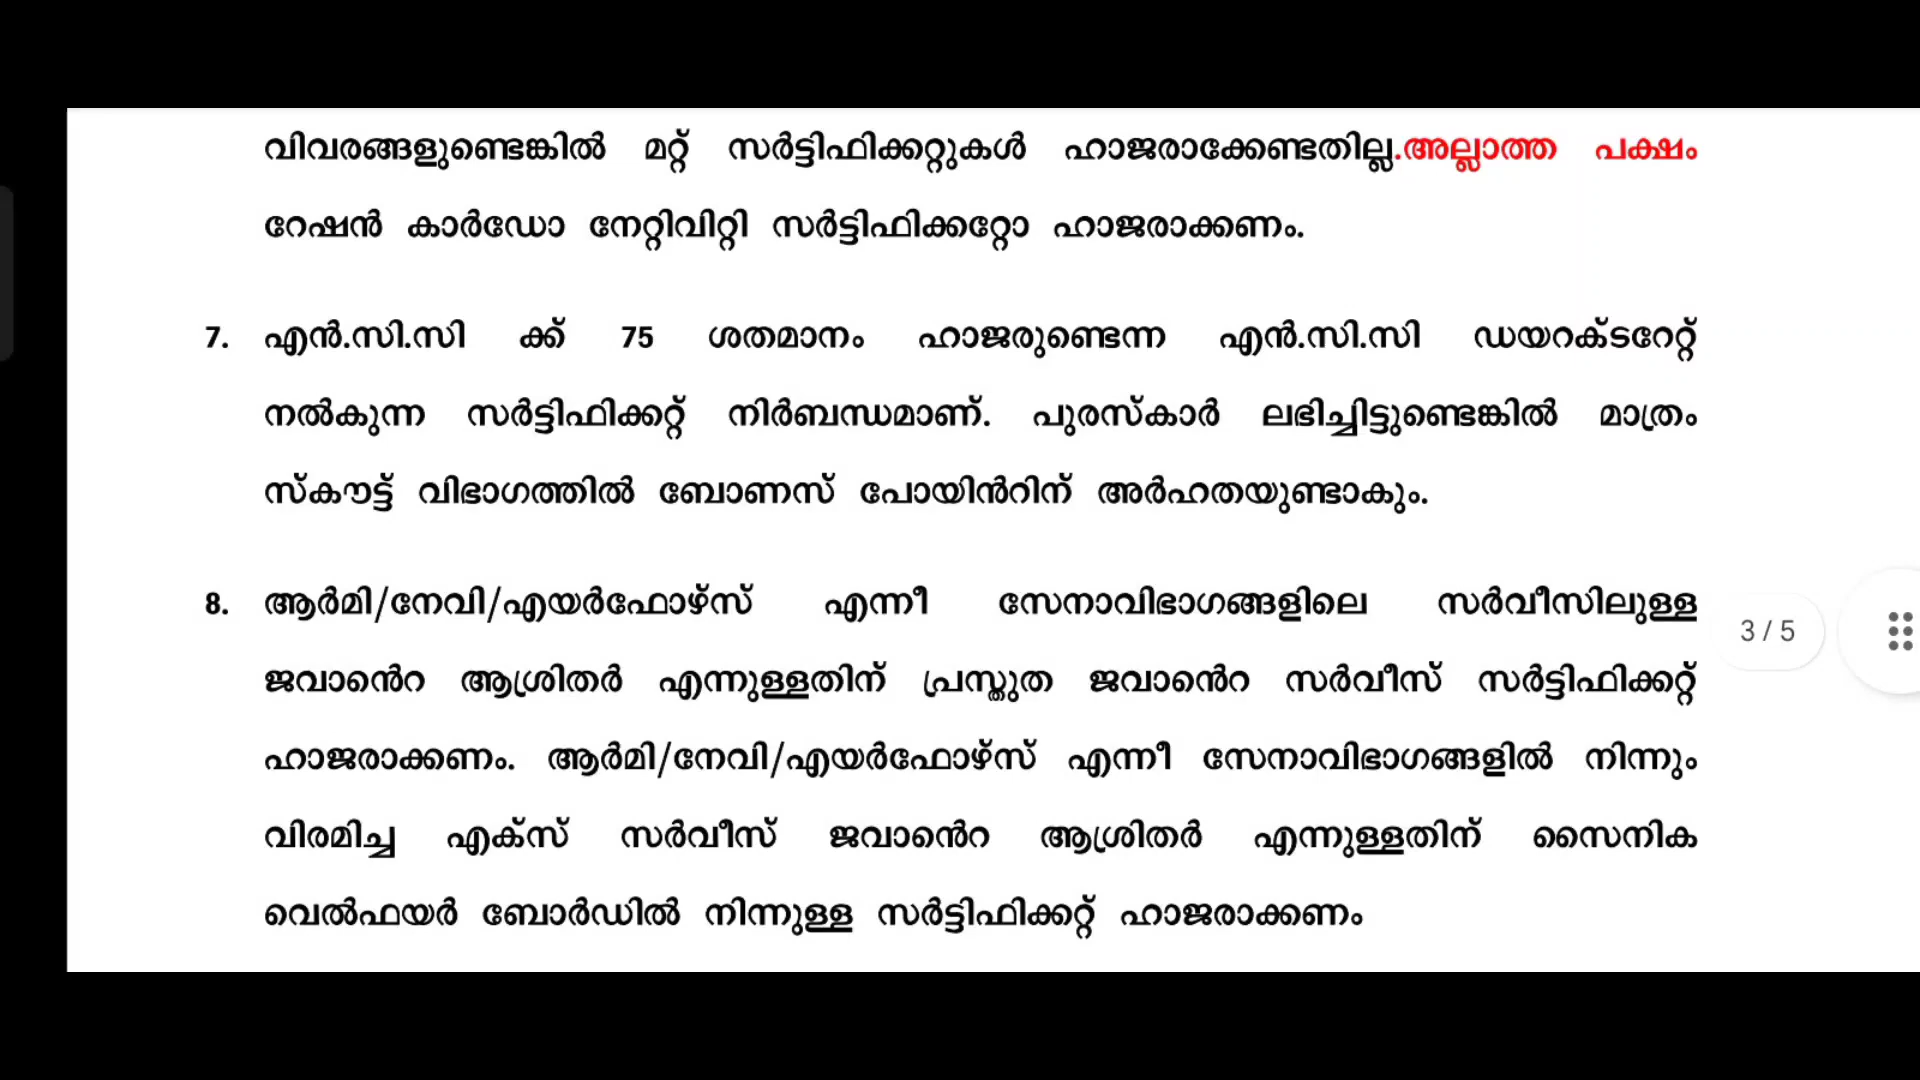 വിവരങ്ങളുണ്ടെങ്കിൽ മറ്റ് സർട്ടിഫിക്കറ്റുകൾ ഹാജരാക്കേണ്ടതില്ല.അല്ലാത്ത പക്ഷം
റേഷൻ കാർഡോ നേറ്റിവിറ്റി സർട്ടിഫിക്കറ്റോ ഹാജരാക്കണം.
7. എൻ.സി.സി ക്ക് 75 ശതമാനം ഹാജരുണ്ടെന്ന എൻ.സി.സി ഡയറക്ടറേറ്റ്
നൽകുന്ന സർട്ടിഫിക്കറ്റ് നിർബന്ധമാണ്. പുരസ്കാർ ലഭിച്ചിട്ടുണ്ടെങ്കിൽ മാത്രം
സ്കൗട്ട് വിഭാഗത്തിൽ ബോണസ് പോയിൻറിന് അർഹതയുണ്ടാകും.
8. ആർമി/നേവി/എയർഫോഴ്സ് എന്നീ സേനാവിഭാഗങ്ങളിലെ സർവീസിലുള്ള
ജവാൻെറ ആശ്രിതർ എന്നുള്ളതിന് പ്രസ്തുത ജവാൻെറ സർവീസ് സർട്ടിഫിക്കറ്റ്
ഹാജരാക്കണം. ആർമി/നേവി/എയർഫോഴ്സ് എന്നീ സേനാവിഭാഗങ്ങളിൽ നിന്നും
വിരമിച്ച എക്സ് സർവീസ് ജവാൻെറ ആശ്രിതർ എന്നുള്ളതിന് സൈനിക
വെൽഫയർ ബോർഡിൽ നിന്നുള്ള സർട്ടിഫിക്കറ്റ് ഹാജരാക്കണം
3 / 5